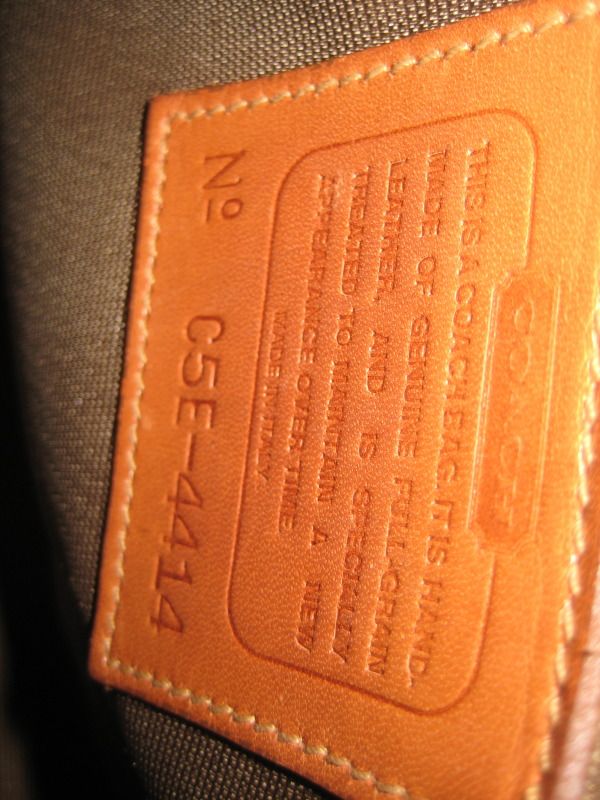 COACH
THIS IS A COACH BAG. IT IS HAND-
MADE OF GENUINE FULL GRAIN
LEATHER, AND IS SPECIALLY
TREATED TO MAINTAIN A NEW
APPEARANCE OVER TIME
MADE IN ITALY
Nº C5E-4414